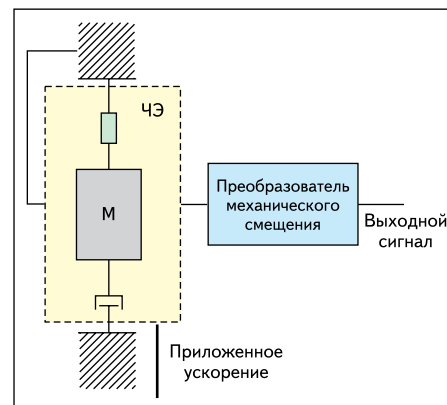 ЧЭ
М
Преобразователь
механического
смещения
Выходной
сигнал
Приложенное
ускорение